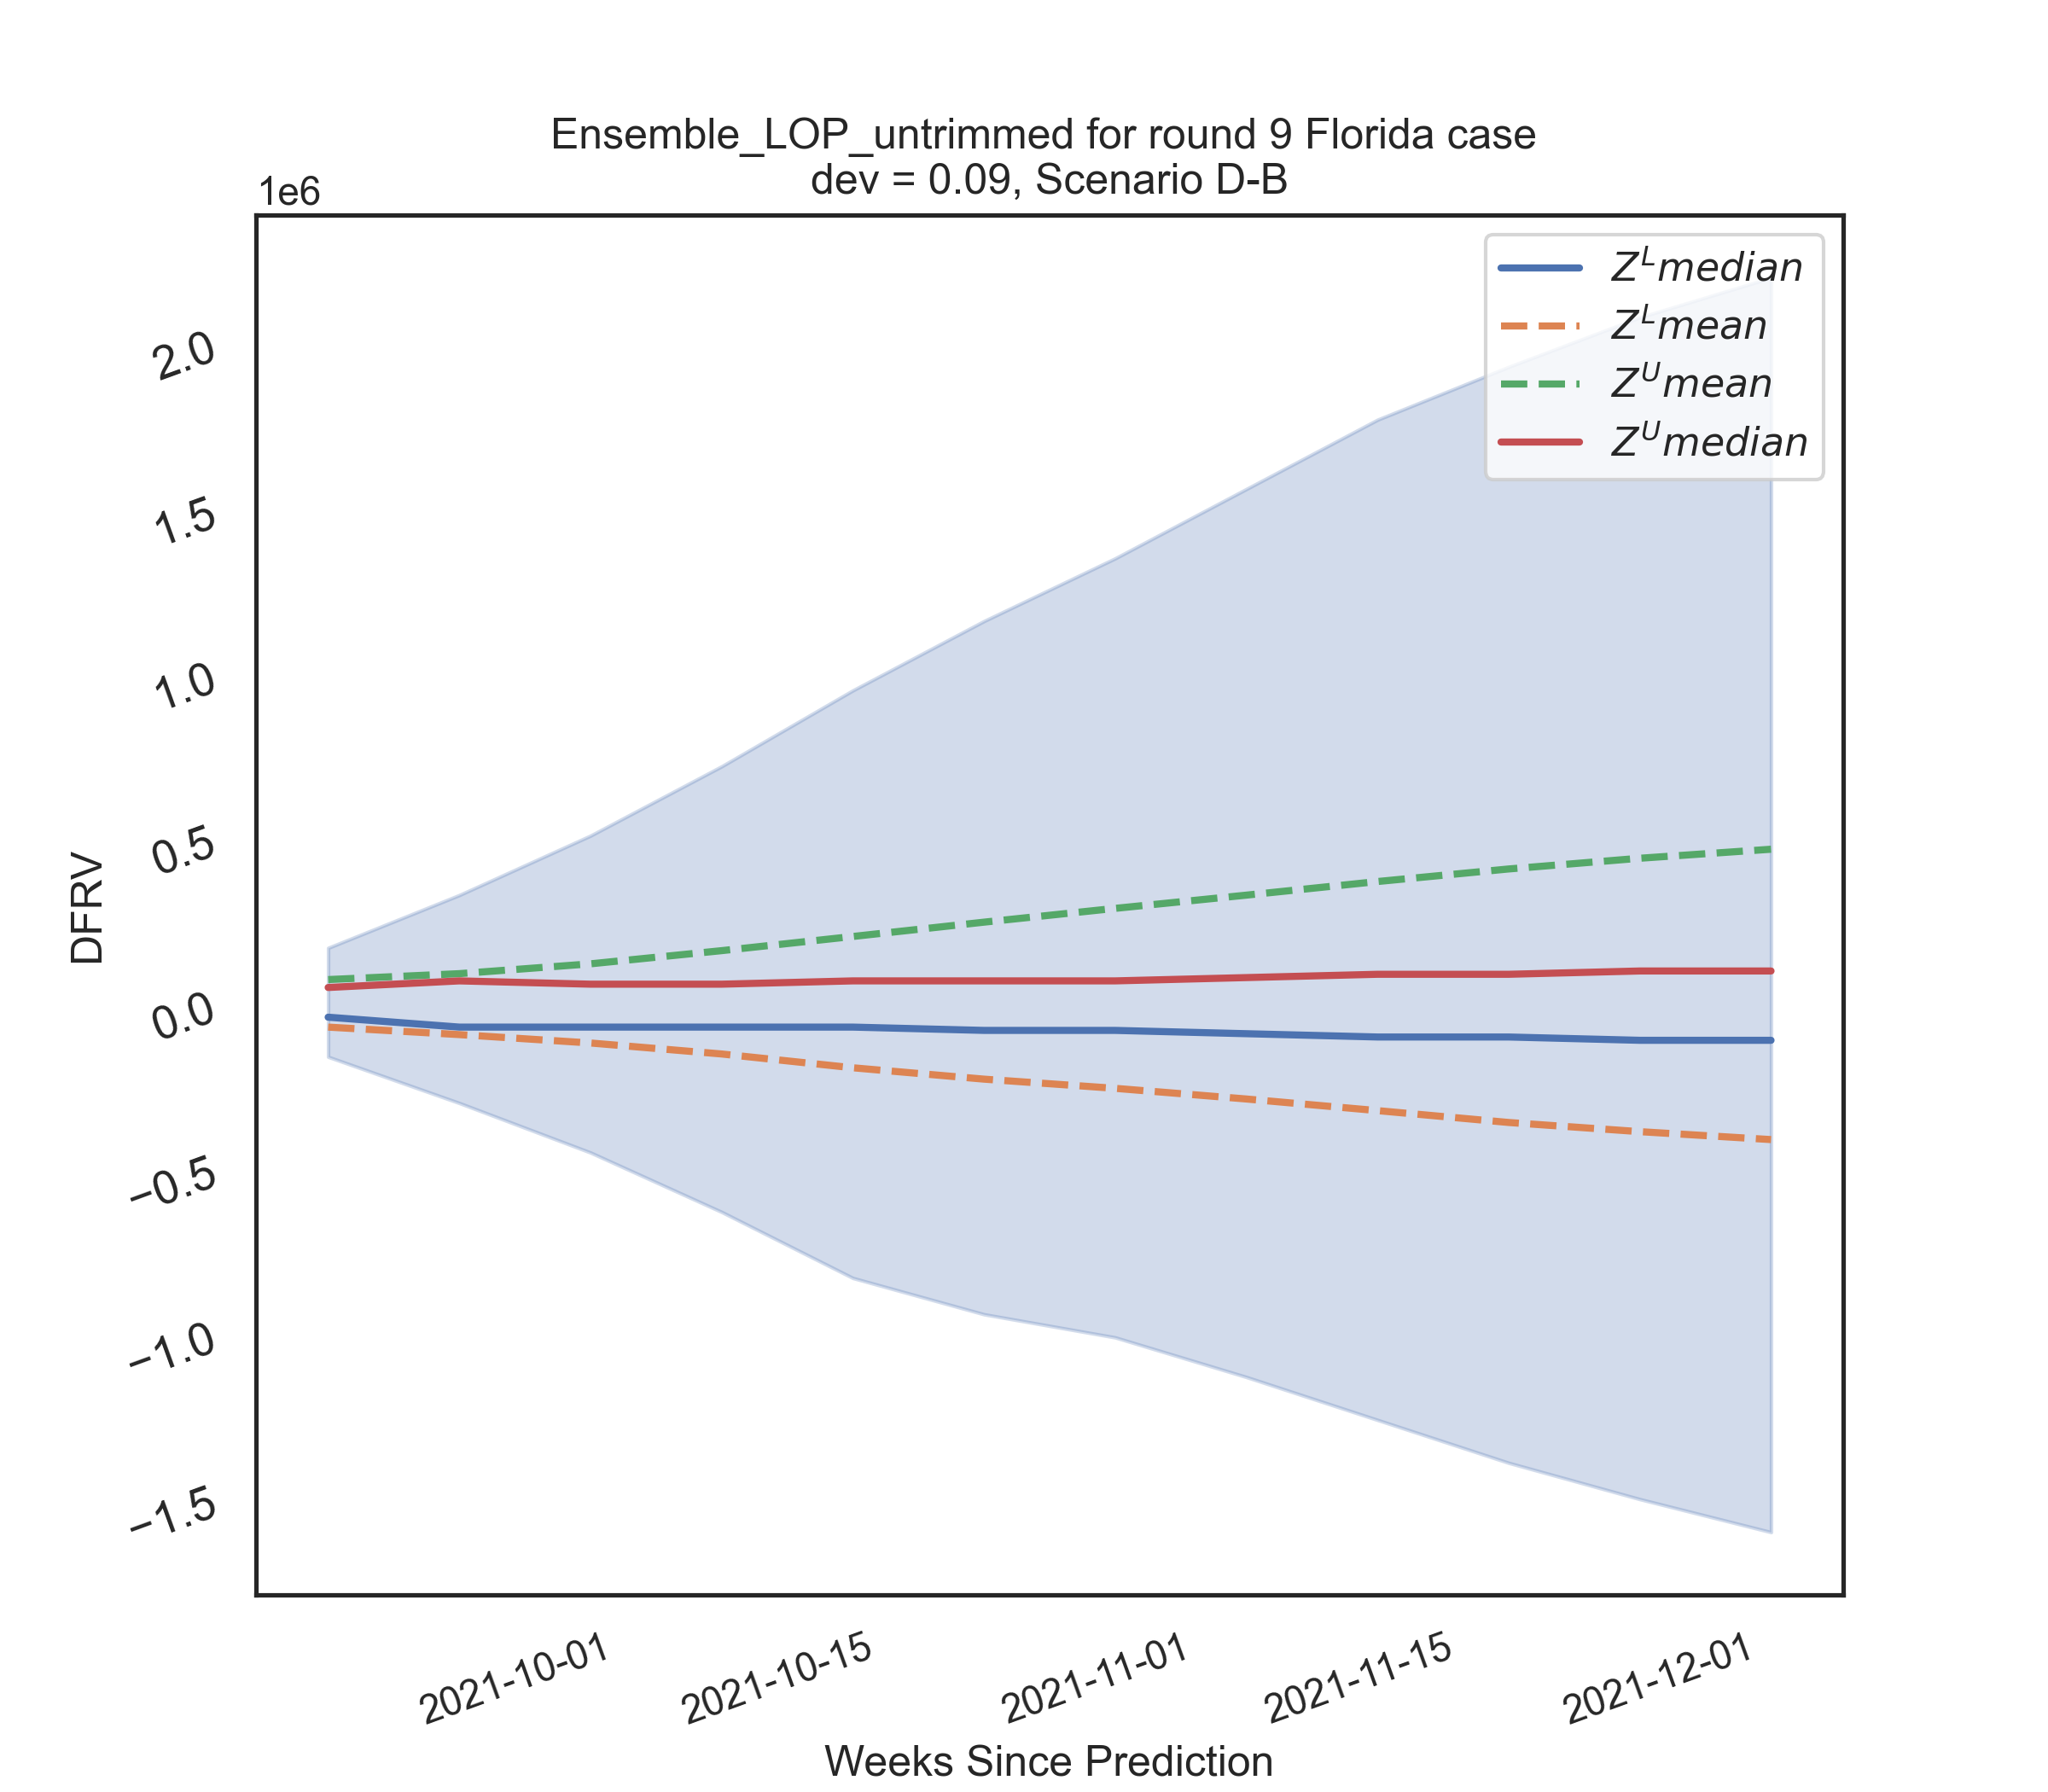 Ensemble_LOP_untrimmed for round 9 Florida case
dev = 0.09, Scenario D-B
1e6
Z^L median
Z^L mean
Z^U mean
Z^U median
2.0
1.5
1.0
0.5
0.0
−0.5
−1.0
−1.5
DFRV
2021-10-01
2021-10-15
2021-11-01
2021-11-15
2021-12-01
Weeks Since Prediction